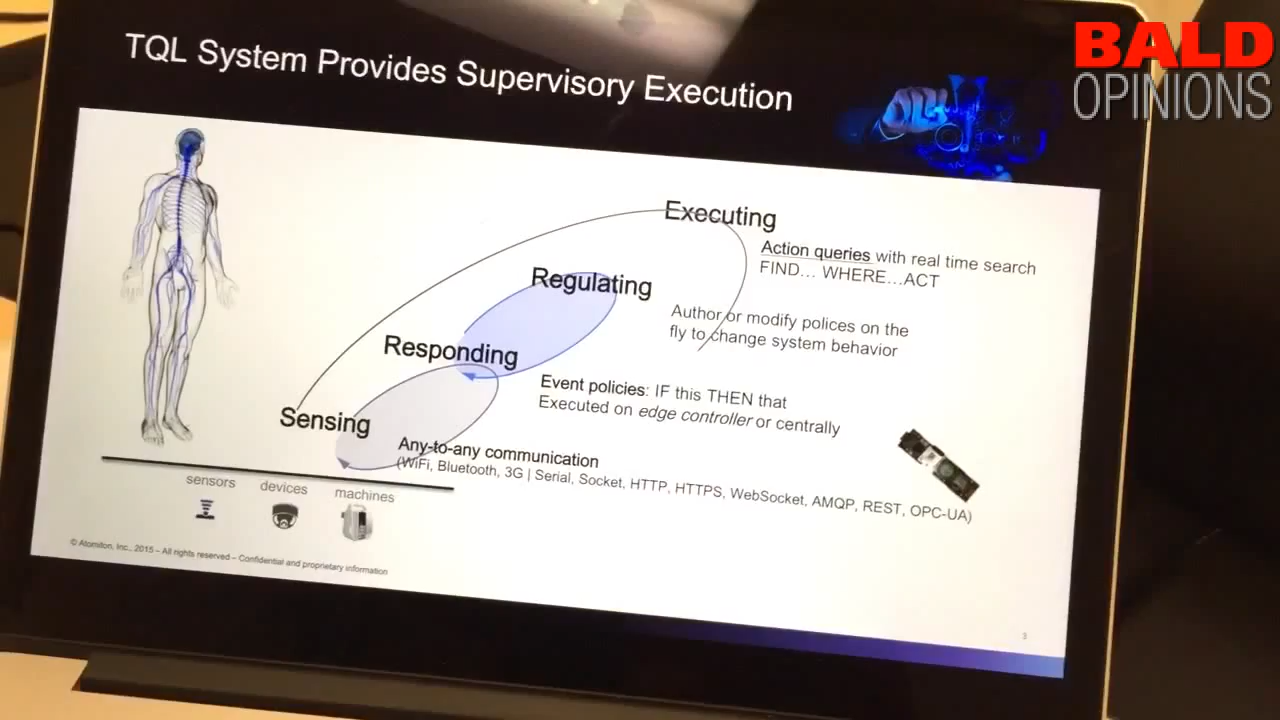 BALD
OPINIONS
TQL System Provides Supervisory Execution
Executing
Action queries with real time search
FIND... WHERE...ACT
Regulating
Author or modify polices on the
fly to change system behavior
Responding
Event policies: IF this THEN that
Executed on edge controller or centrally
Sensing
Any-to-any communication
(WiFi, Bluetooth, 3G | Serial, Socket, HTTP, HTTPS, WebSocket, AMQP, REST, OPC-UA)
sensors devices machines
© Atomiton, Inc., 2015 – All rights reserved – Confidential and proprietary information
3